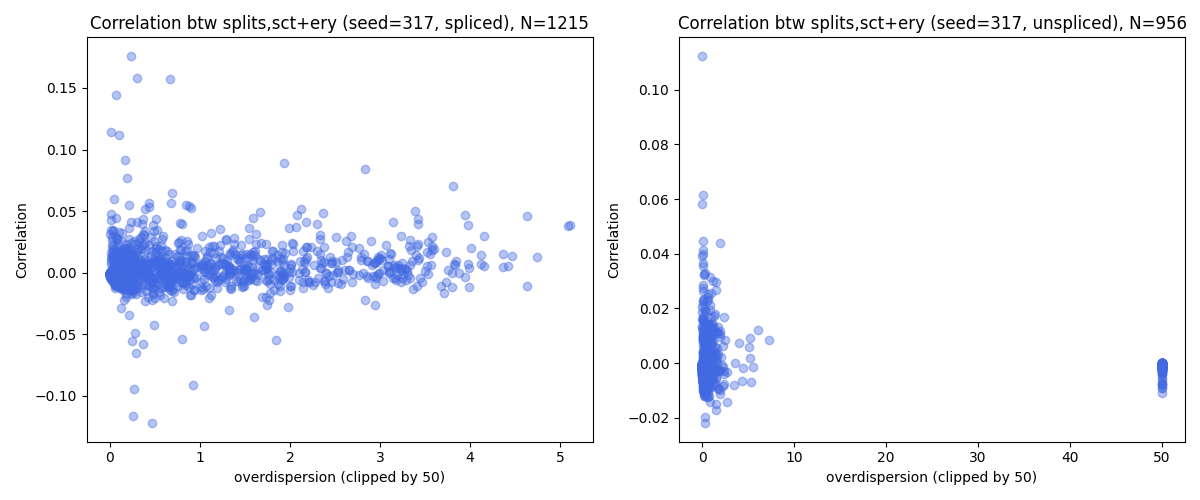 Correlation btw splits,sct+ery (seed=317, spliced), N=1215
Correlation
0.15
0.10
0.05
0.00
−0.05
−0.10
0 1 2 3 4 5
overdispersion (clipped by 50)
Correlation btw splits,sct+ery (seed=317, unspliced), N=956
Correlation
0.10
0.08
0.06
0.04
0.02
0.00
−0.02
0 10 20 30 40 50
overdispersion (clipped by 50)